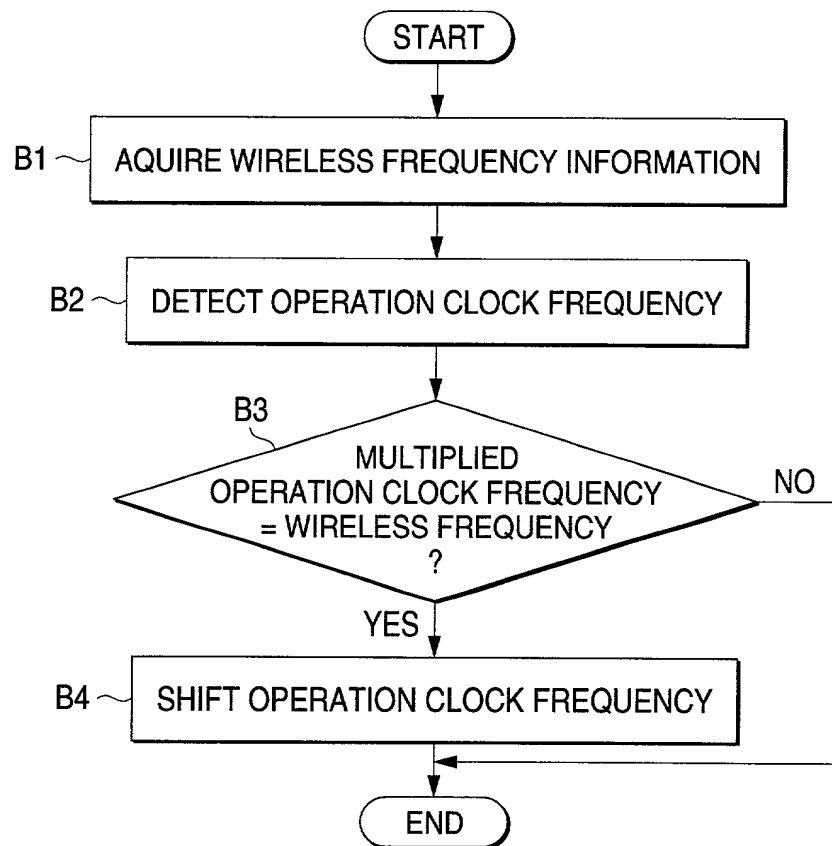 START
B1
AQUIRE WIRELESS FREQUENCY INFORMATION
B2
DETECT OPERATION CLOCK FREQUENCY
B3
MULTIPLIED
OPERATION CLOCK FREQUENCY
= WIRELESS FREQUENCY
?
NO
YES
B4
SHIFT OPERATION CLOCK FREQUENCY
END